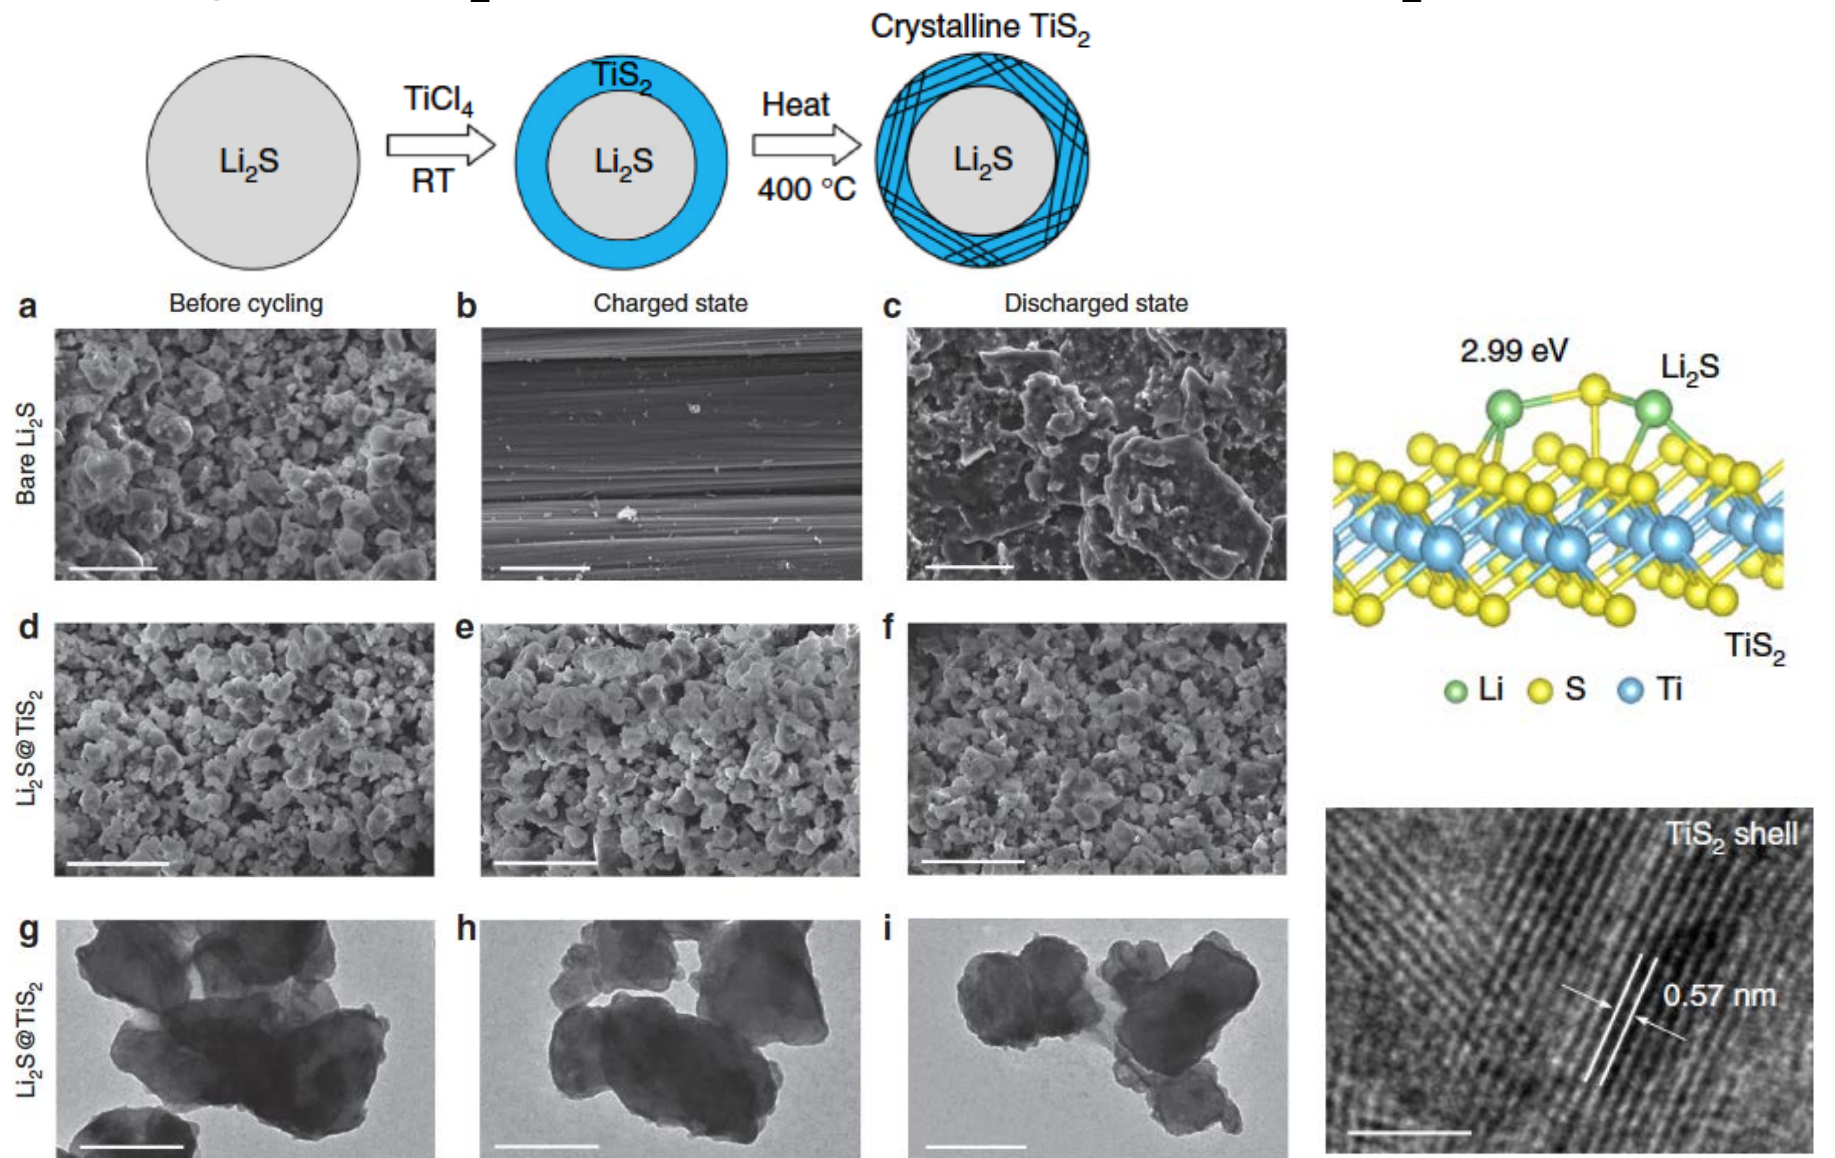 Crystalline TiS₂
Li₂S
TiCl₄
RT
TiS₂
Li₂S
Heat
400 °C
Li₂S
a
Before cycling
b
Charged state
c
Discharged state
Bare Li₂S
2.99 eV
Li₂S
TiS₂
Li
S
Ti
d
e
f
Li₂S@TiS₂
g
h
i
Li₂S@TiS₂
TiS₂ shell
0.57 nm